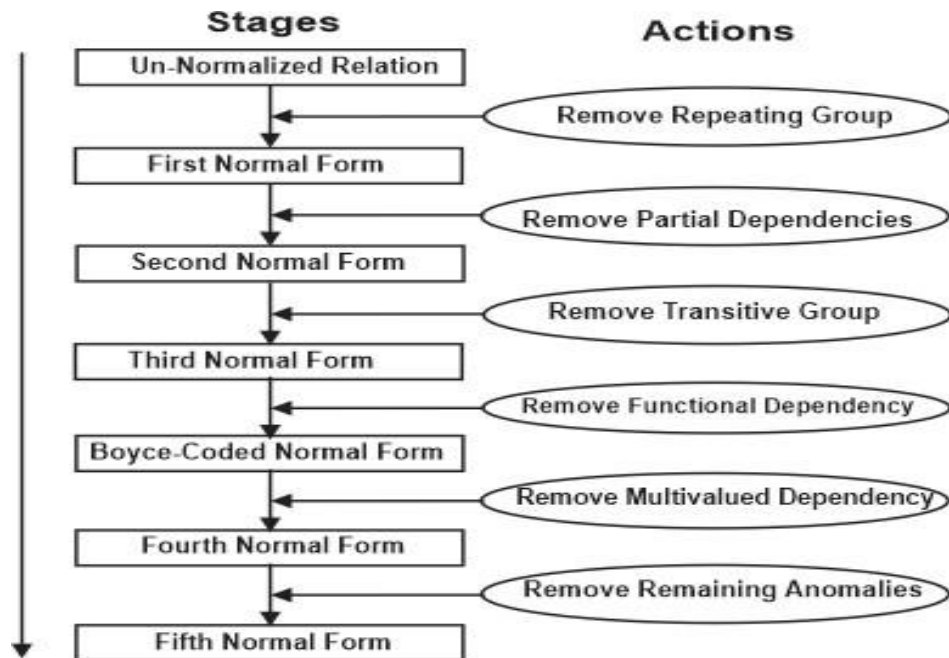 Stages
Actions
Un-Normalized Relation
Remove Repeating Group
First Normal Form
Remove Partial Dependencies
Second Normal Form
Remove Transitive Group
Third Normal Form
Remove Functional Dependency
Boyce-Coded Normal Form
Remove Multivalued Dependency
Fourth Normal Form
Remove Remaining Anomalies
Fifth Normal Form